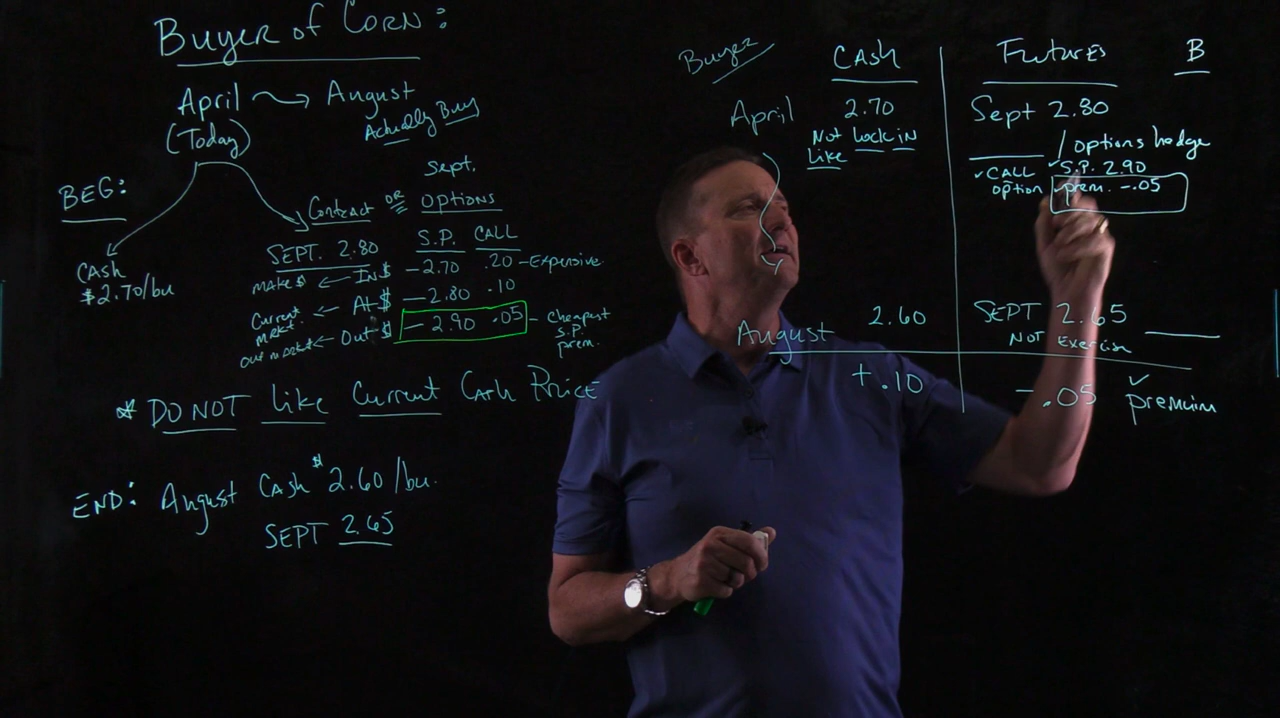 Buyer of Corn:
April → August
(Today)
Actually Buy
BEG:
Cash
$2.70/bu
Sept.
Contract OR Options
SEPT. 2.80
S.P. CALL
Make $ ← In $ - 2.70 .20 - Expensive
Current Mrkt. ← At $ - 2.80 .10
Out market ← Out $ - 2.90 .05 - Cheapest
S.P.
prem.
* DO NOT Like Current Cash Price
END: August Cash $2.60/bu.
SEPT 2.65
Buyer
Cash
Futures
B
April
2.70
Not Lock in
Like
Sept 2.80
/ options hedge
✓ CALL option
✓ S.P. 2.90
✓ prem. -.05
August
2.60
SEPT 2.65
Not Exercise
+.10
-.05
✓ premium